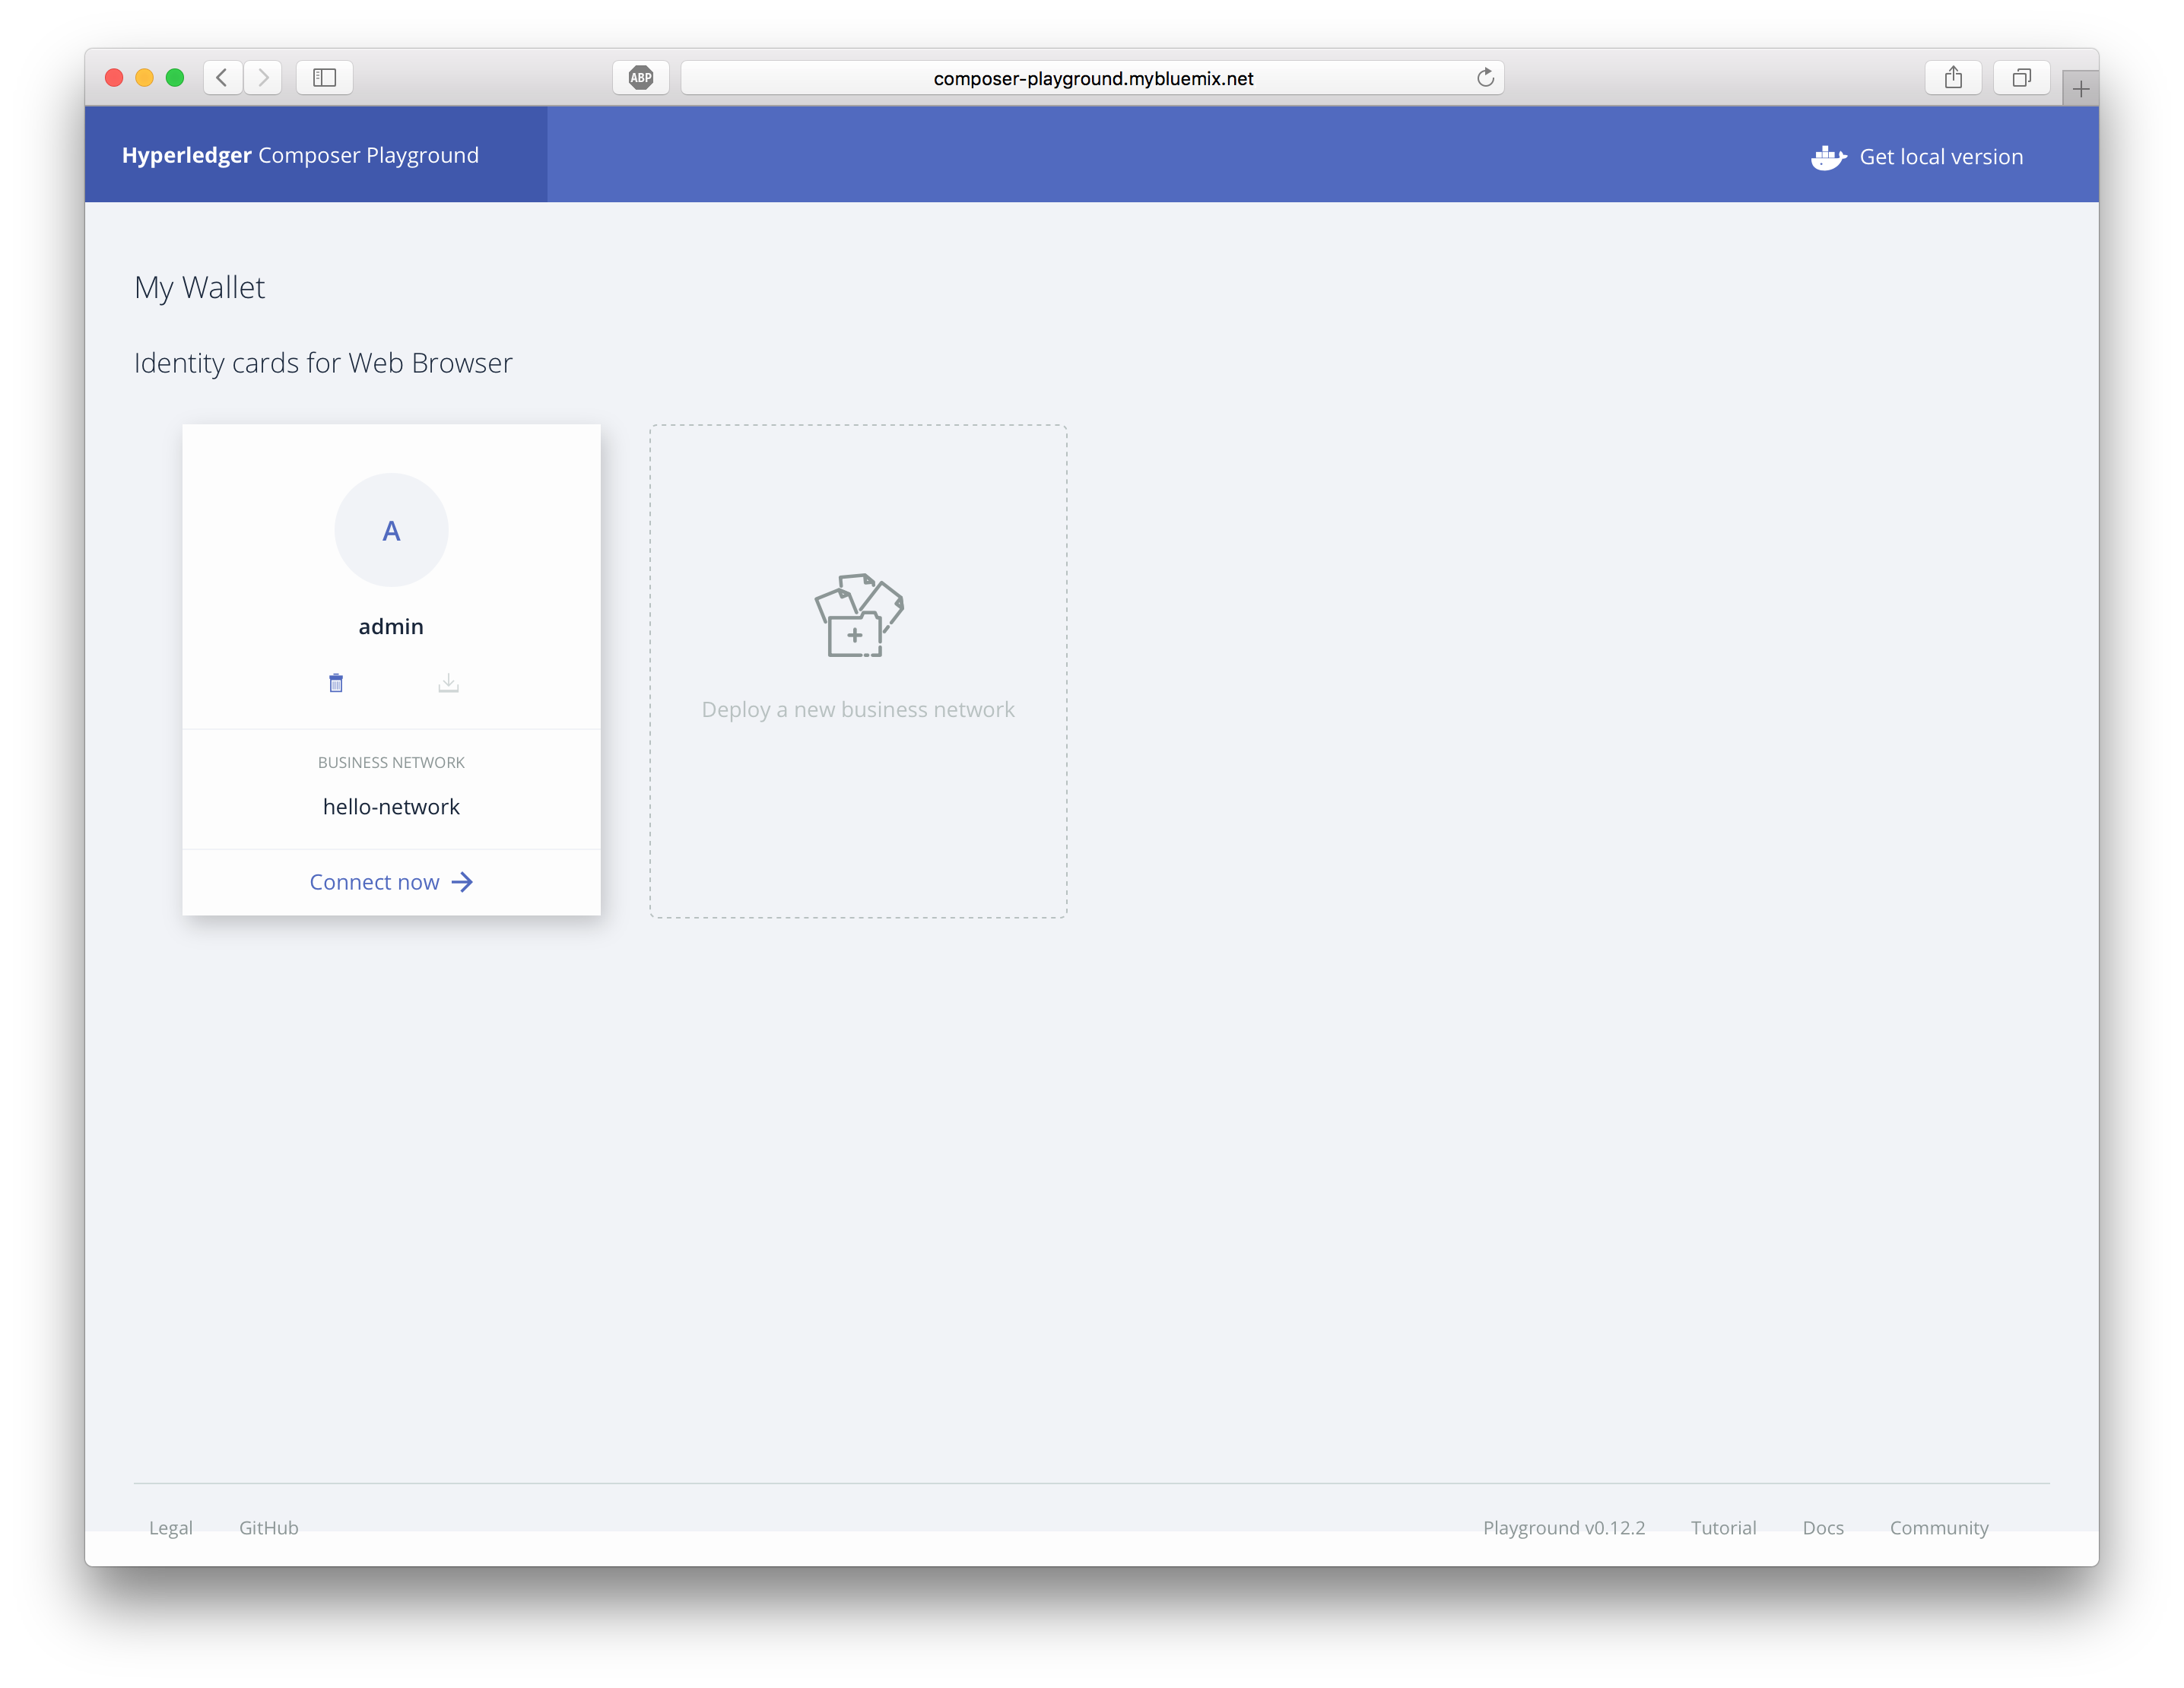 ABP
composer-playground.mybluemix.net
Hyperledger Composer Playground
Get local version
My Wallet
Identity cards for Web Browser
A
admin
BUSINESS NETWORK
hello-network
Connect now
Deploy a new business network
Legal
GitHub
Playground v0.12.2
Tutorial
Docs
Community